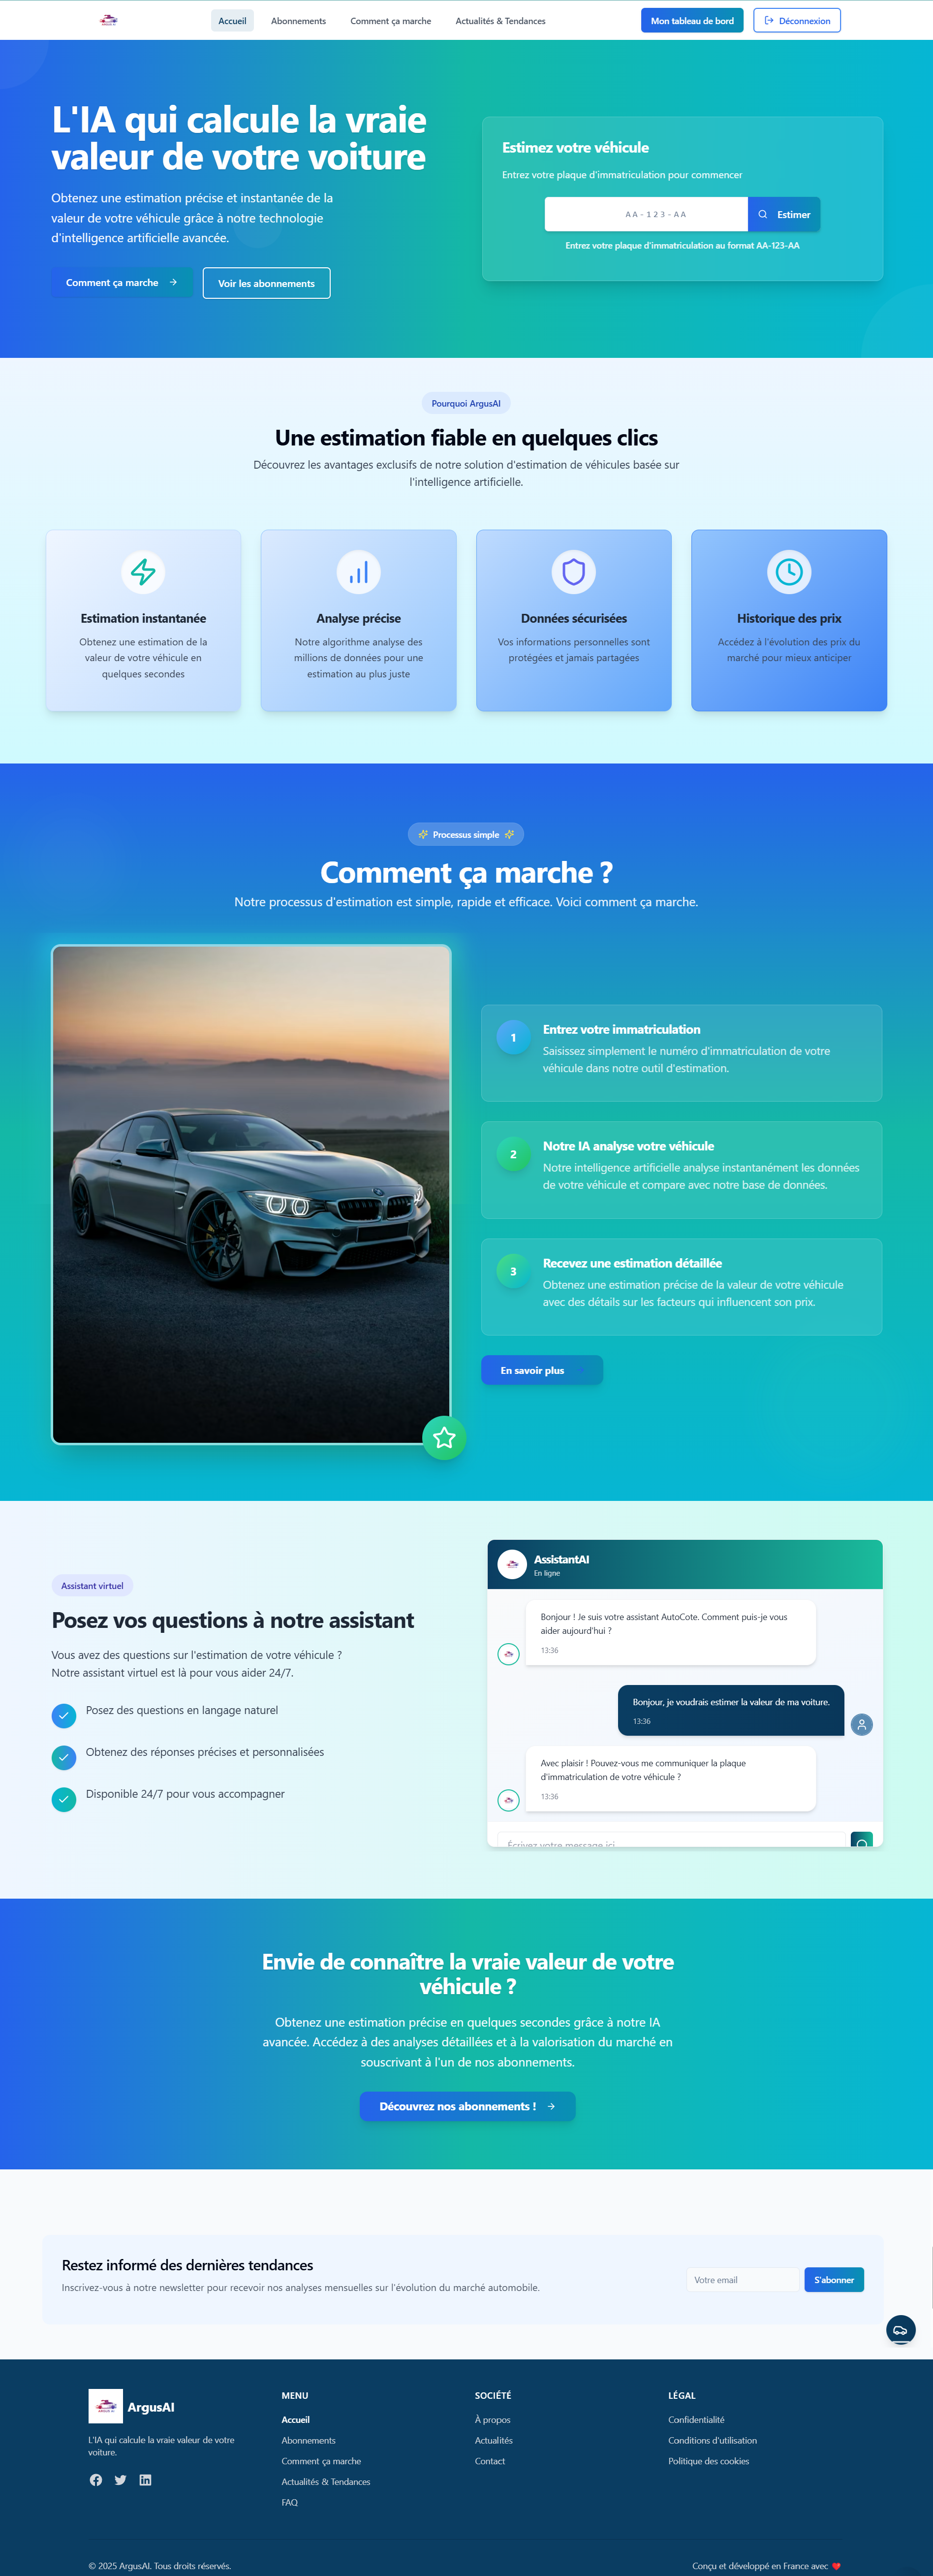 Accueil
Abonnements
Comment ça marche
Actualités & Tendances
Mon tableau de bord
Déconnexion
L'IA qui calcule la vraie
valeur de votre voiture
Obtenez une estimation précise et instantanée de la
valeur de votre véhicule grâce à notre technologie
d'intelligence artificielle avancée.
Comment ça marche
Voir les abonnements
Estimez votre véhicule
Entrez votre plaque d'immatriculation pour commencer
AA-123-AA
Estimer
Entrez votre plaque d'immatriculation au format AA-123-AA
Pourquoi ArgusAI
Une estimation fiable en quelques clics
Découvrez les avantages exclusifs de notre solution d'estimation de véhicules basée sur
l'intelligence artificielle.
Estimation instantanée
Obtenez une estimation de la
valeur de votre véhicule en
quelques secondes
Analyse précise
Notre algorithme analyse des
millions de données pour une
estimation au plus juste
Données sécurisées
Vos informations personnelles sont
protégées et jamais partagées
Historique des prix
Accédez à l'évolution des prix du
marché pour mieux anticiper
Processus simple
Comment ça marche ?
Notre processus d'estimation est simple, rapide et efficace. Voici comment ça marche.
1
Entrez votre immatriculation
Saisissez simplement le numéro d'immatriculation de votre
véhicule dans notre outil d'estimation.
2
Notre IA analyse votre véhicule
Notre intelligence artificielle analyse instantanément les données
de votre véhicule et compare avec notre base de données.
3
Recevez une estimation détaillée
Obtenez une estimation précise de la valeur de votre véhicule
avec des détails sur les facteurs qui influencent son prix.
En savoir plus
Assistant virtuel
Posez vos questions à notre assistant
Vous avez des questions sur l'estimation de votre véhicule ?
Notre assistant virtuel est là pour vous aider 24/7.
Posez des questions en langage naturel
Obtenez des réponses précises et personnalisées
Disponible 24/7 pour vous accompagner
AssistantAI
En ligne
Bonjour ! Je suis votre assistant AutoCote. Comment puis-je vous
aider aujourd'hui ?
13:36
Bonjour, je voudrais estimer la valeur de ma voiture.
13:36
Avec plaisir ! Pouvez-vous me communiquer la plaque
d'immatriculation de votre véhicule ?
13:36
Écrivez votre message ici
Envie de connaître la vraie valeur de votre
véhicule ?
Obtenez une estimation précise en quelques secondes grâce à notre IA
avancée. Accédez à des analyses détaillées et à la valorisation du marché en
souscrivant à l'un de nos abonnements.
Découvrez nos abonnements !
Restez informé des dernières tendances
Inscrivez-vous à notre newsletter pour recevoir nos analyses mensuelles sur l'évolution du marché automobile.
Votre email
S'abonner
ArgusAI
L'IA qui calcule la vraie valeur de votre
voiture.
MENU
Accueil
Abonnements
Comment ça marche
Actualités & Tendances
FAQ
SOCIÉTÉ
À propos
Actualités
Contact
LÉGAL
Confidentialité
Conditions d'utilisation
Politique des cookies
© 2025 ArgusAI. Tous droits réservés.
Conçu et développé en France avec